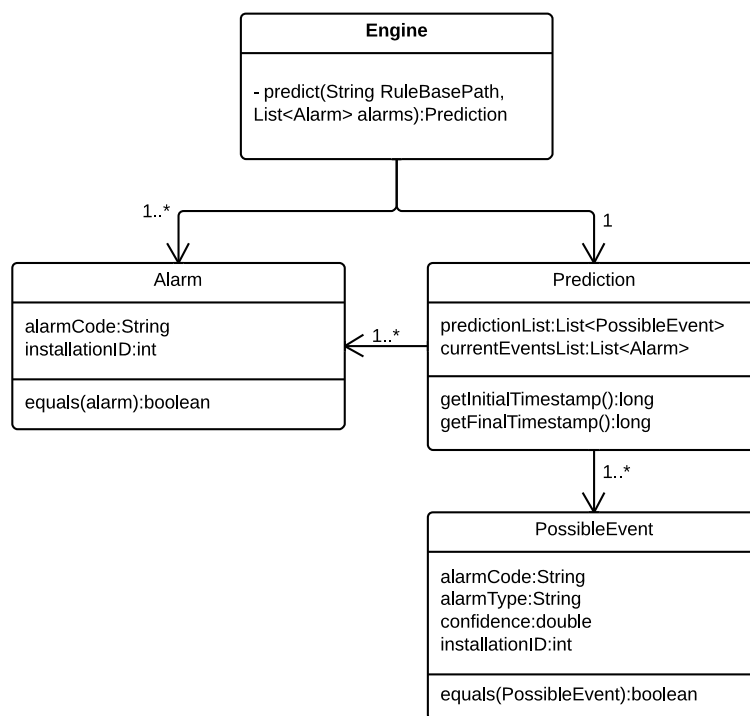 Engine
- predict(String RuleBasePath,
List<Alarm> alarms):Prediction
1..*
1
Alarm
alarmCode:String
installationID:int
equals(alarm):boolean
1..*
Prediction
predictionList:List<PossibleEvent>
currentEventsList:List<Alarm>
getInitialTimestamp():long
getFinalTimestamp():long
1..*
PossibleEvent
alarmCode:String
alarmType:String
confidence:double
installationID:int
equals(PossibleEvent):boolean